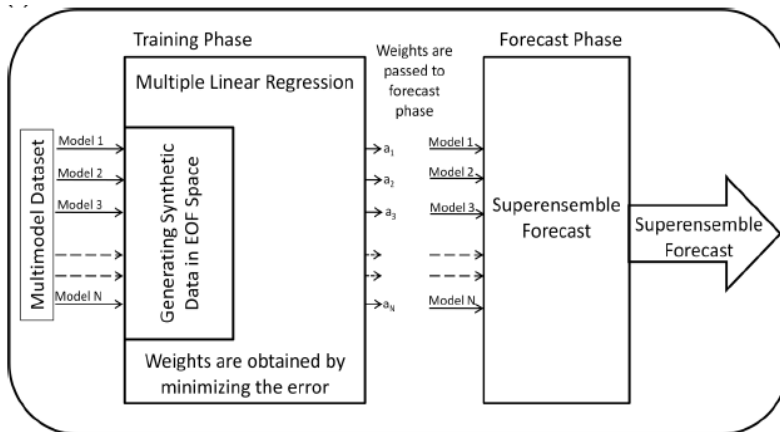 Training Phase
Weights are
passed to
forecast
phase
Forecast Phase
Multiple Linear Regression
Multimodel Dataset
Model 1
Model 2
Model 3
Model N
Generating Synthetic
Data in EOF Space
Weights are obtained by
minimizing the error
a1
a2
a3
aN
Model 1
Model 2
Model 3
Model N
Superensemble
Forecast
Superensemble
Forecast